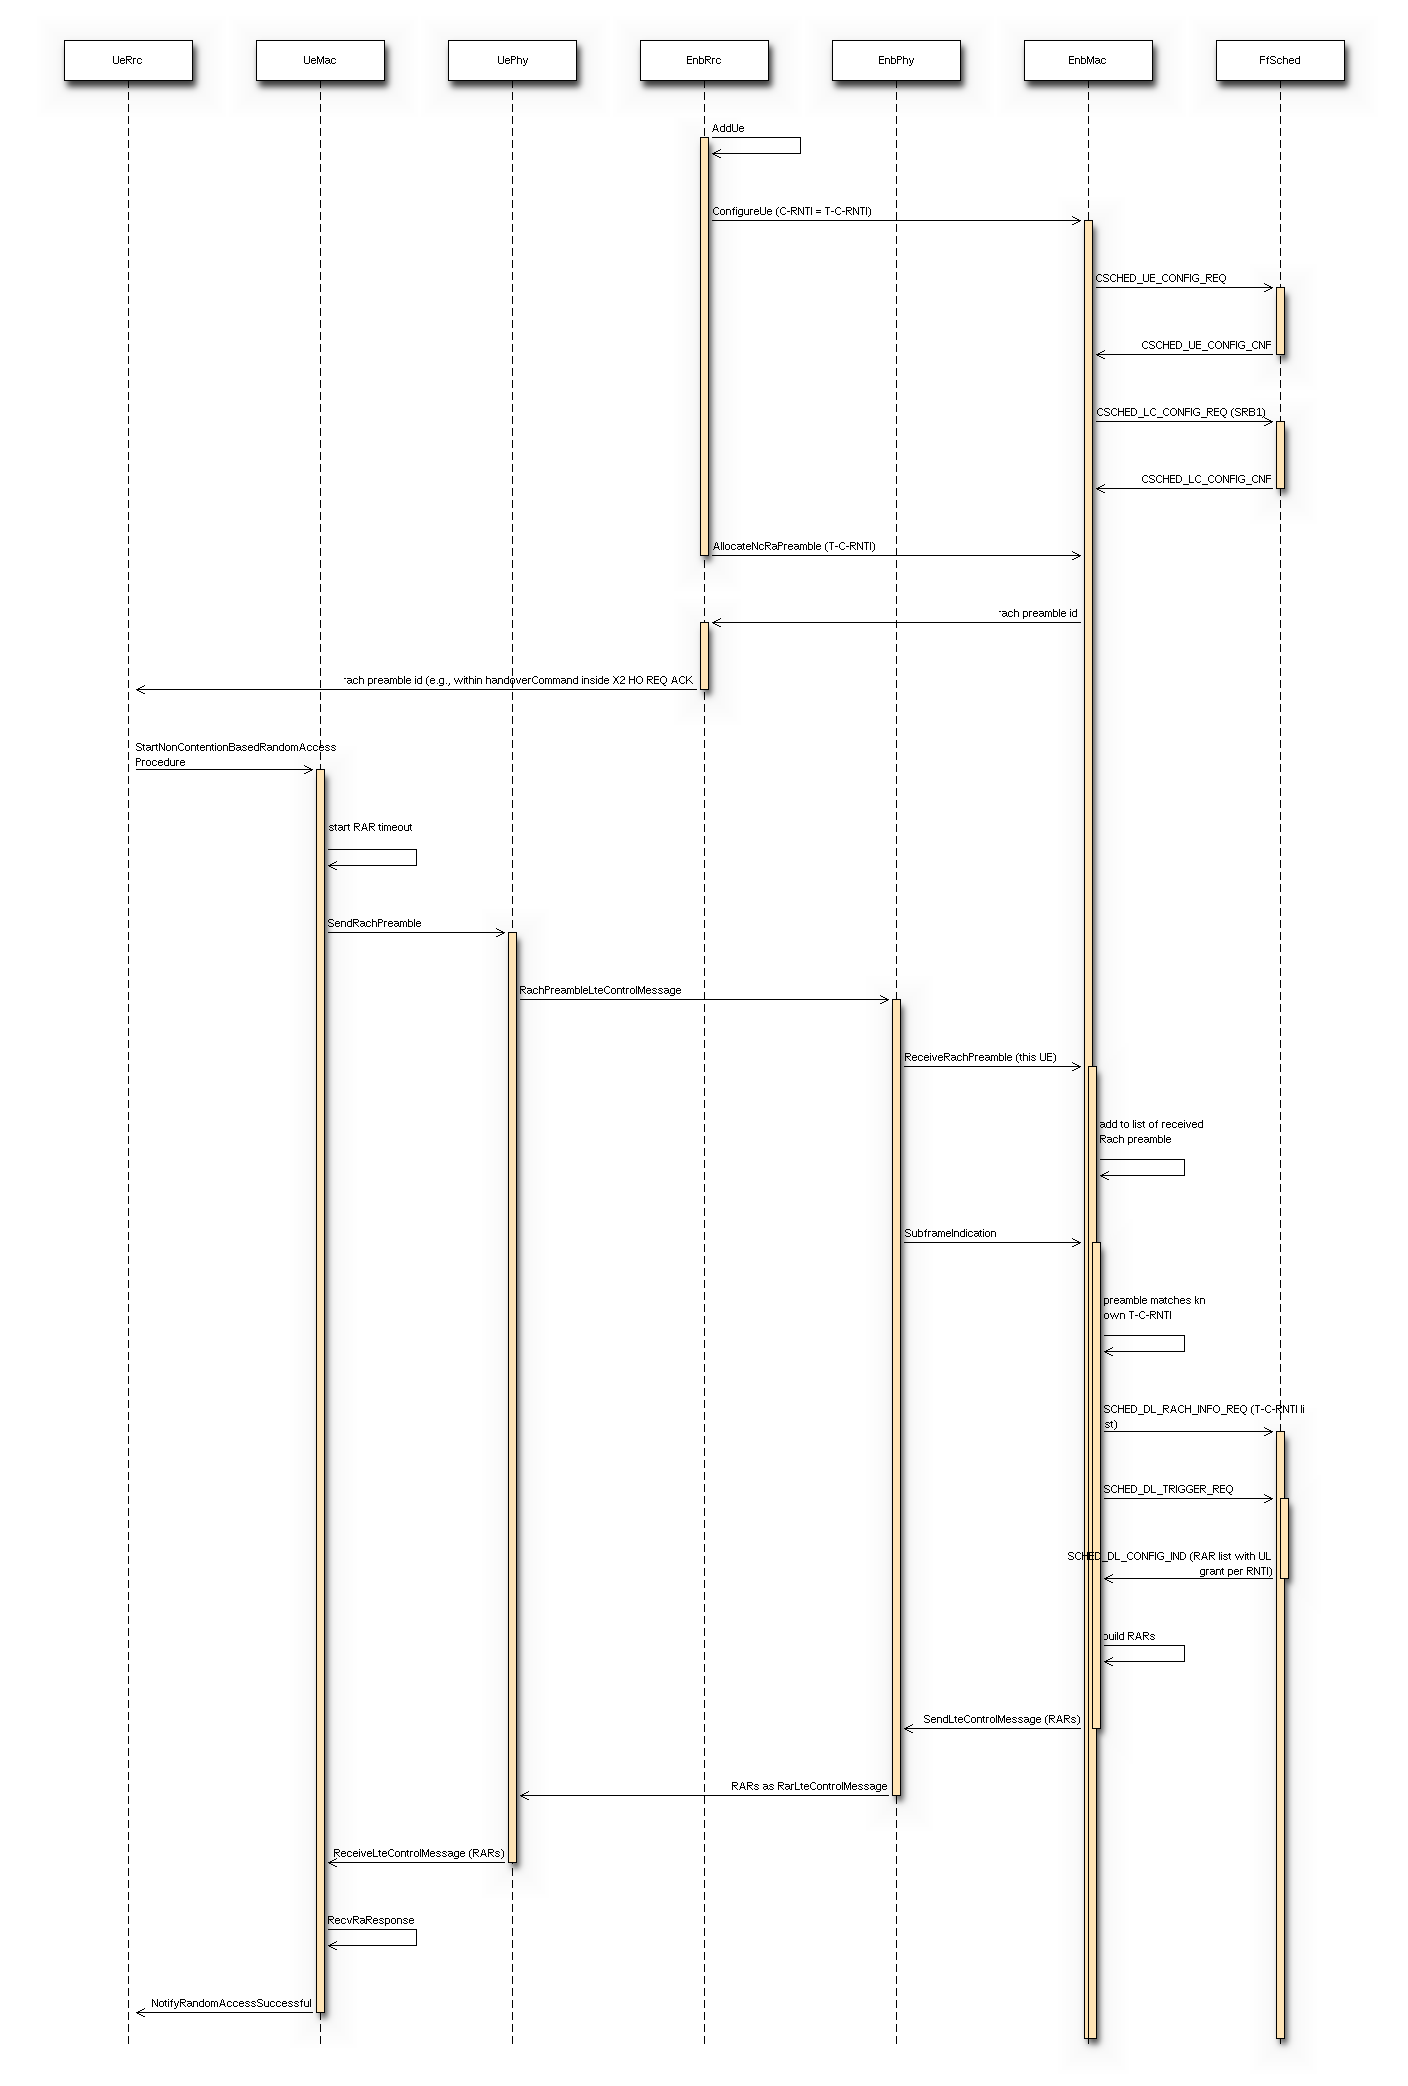 UeRrc
UeMac
UePhy
EnbRrc
EnbPhy
EnbMac
FfSched
AddUe
ConfigureUe (C-RNTI = T-C-RNTI)
CSCHED_UE_CONFIG_REQ
CSCHED_UE_CONFIG_CNF
CSCHED_LC_CONFIG_REQ (SRB1)
CSCHED_LC_CONFIG_CNF
AllocateNcRaPreamble (T-C-RNTI)
rach preamble id
rach preamble id (e.g., within handoverCommand inside X2 HO REQ ACK
StartNonContentionBasedRandomAccess
Procedure
start RAR timeout
SendRachPreamble
RachPreambleLteControlMessage
ReceiveRachPreamble (this UE)
add to list of received
Rach preamble
SubframeIndication
preamble matches kn
own T-C-RNTI
SCHED_DL_RACH_INFO_REQ (T-C-RNTI li
st)
SCHED_DL_TRIGGER_REQ
SCHED_DL_CONFIG_IND (RAR list with UL
grant per RNTI)
build RARs
SendLteControlMessage (RARs)
RARs as RarLteControlMessage
ReceiveLteControlMessage (RARs)
RecvRaResponse
NotifyRandomAccessSuccessful